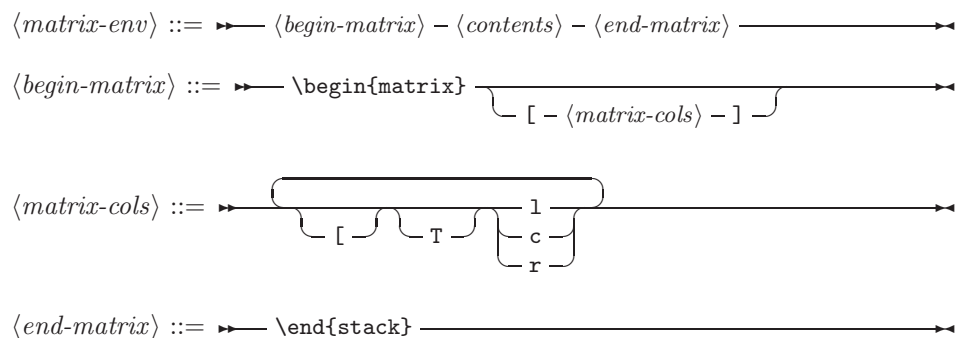 ⟨matrix-env⟩ ::= ⟨begin-matrix⟩ ⟨contents⟩ ⟨end-matrix⟩
⟨begin-matrix⟩ ::= \begin{matrix}
[ ⟨matrix-cols⟩ ]
⟨matrix-cols⟩ ::= l
[ T c
r
⟨end-matrix⟩ ::= \end{stack}